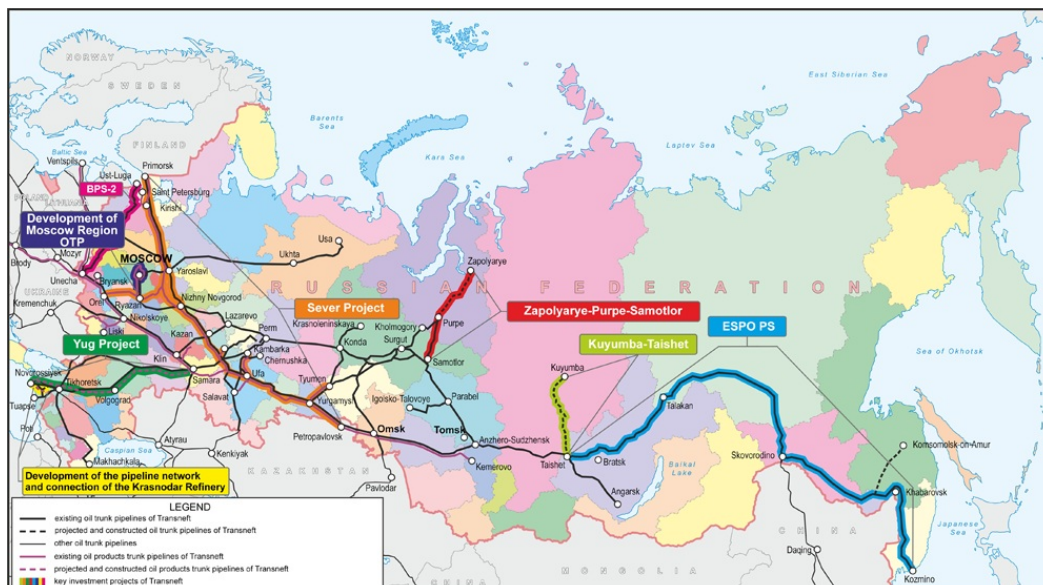 NORWAY
SWEDEN
FINLAND
Barents
Sea
Kara Sea
Laptev Sea
East Siberian Sea
Baltic Sea
Ventspils
Primorsk
Ust-Luga
Saint Petersburg
BPS-2
Kirishi
POLAND
LITHUANIA
Development of
Moscow Region
OTP
MOSCOW
Yaroslavl
Usa
Ukhta
Zapolyarye
Mozyr
Brody
Unecha
Bryansk
Orel
Ryazan
Nizhny Novgorod
RUSSIAN FEDERATION
UKRAINE
Kremenchuk
Nikolskoye
Liski
Lazarevo
Kazan
Perm
Sever Project
Krasnoleninskaya
Konda
Kholmogory
Surgut
Purpe
Samotlor
Zapolyarye-Purpe-Samotlor
ESPO PS
Kuyumba-Taishet
Sea of Okhotsk
Yug Project
Klin
Kambarka
Chernushka
Kuyumba
Novorossiysk
Tikhoretsk
Samara
Ufa
Tyumen
Tuapse
Volgograd
Salavat
Yurgamysh
Igolsko-Talovoye
Parabel
Talakan
Poti
Petropavlovsk
Omsk
Tomsk
Anzhero-Sudzhensk
Komsomolsk-on-Amur
Atyrau
Kenkiyak
Taishet
Bratsk
Skovorodino
Caspian Sea
Makhachkala
KAZAKHSTAN
Kemerovo
Baikal
Lake
Development of the pipeline network
and connection of the Krasnodar Refinery
Pavlodar
Angarsk
Khabarovsk
LEGEND
existing oil trunk pipelines of Transneft
projected and constructed oil trunk pipelines of Transneft
other oil trunk pipelines
existing oil products trunk pipelines of Transneft
projected and constructed oil products trunk pipelines of Transneft
key investment projects of Transneft
CHINA
MONGOLIA
CHINA
Daqing
Japanese
Sea
Kozmino